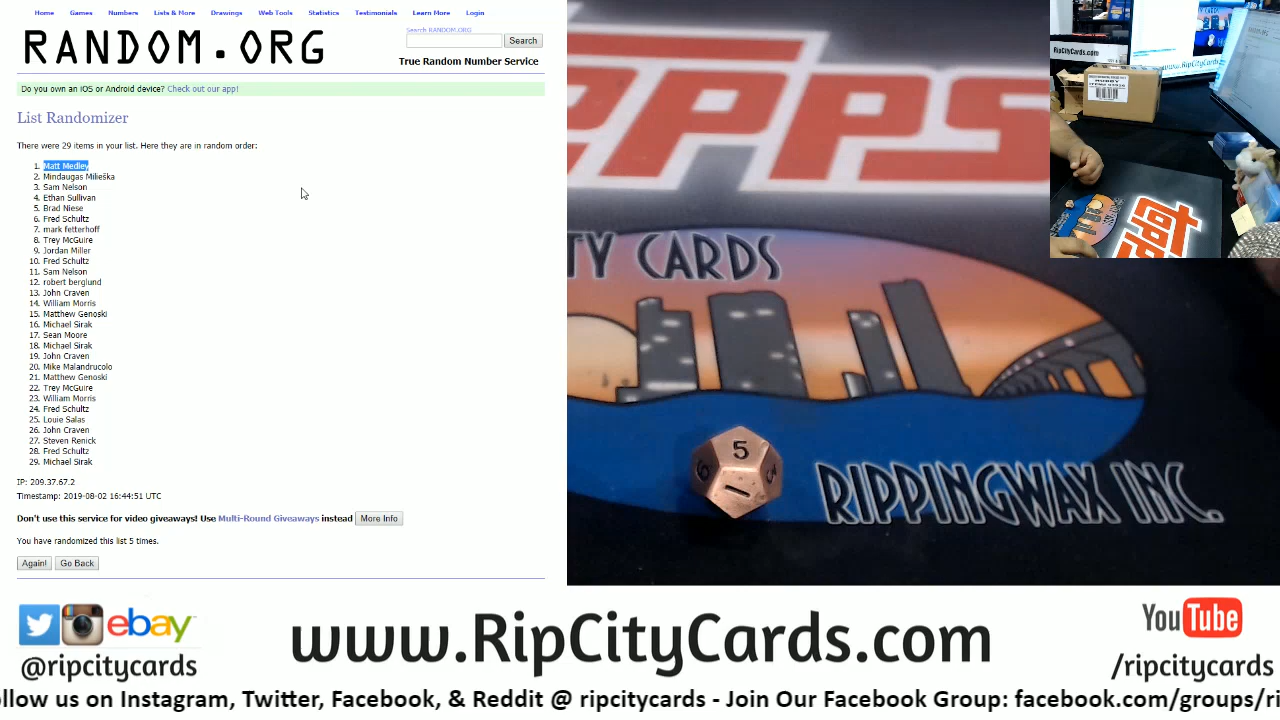 Home Games Numbers Lists & More Drawings Web Tools Statistics Testimonials Learn More Login
RANDOM.ORG
Search RANDOM.ORG
Search
True Random Number Service
Do you own an iOS or Android device? Check out our app!
List Randomizer
There were 29 items in your list. Here they are in random order:
1. Matt Medley
2. Mindaugas Milieška
3. Sam Nelson
4. Ethan Sullivan
5. Brad Niese
6. Fred Schultz
7. mark fetterhoff
8. Trey McGuire
9. Jordan Miller
10. Fred Schultz
11. Sam Nelson
12. robert berglund
13. John Craven
14. William Morris
15. Matthew Genoski
16. Michael Sirak
17. Sean Moore
18. Michael Sirak
19. John Craven
20. Mike Malandrucolo
21. Matthew Genoski
22. Trey McGuire
23. William Morris
24. Fred Schultz
25. Louie Salas
26. John Craven
27. Steven Renick
28. Fred Schultz
29. Michael Sirak
IP: 209.37.67.2
Timestamp: 2019-08-02 16:44:51 UTC
Don't use this service for video giveaways! Use Multi-Round Giveaways instead More Info
You have randomized this list 5 times.
Again! Go Back
TY CARDS
5
RIPPINGWAX INC.
RipCityCards.com
www.RipCityCards.com
HOBBY
topps
ebay
@ripcitycards
www.RipCityCards.com
YouTube
/ripcitycards
ollow us on Instagram, Twitter, Facebook, & Reddit @ ripcitycards - Join Our Facebook Group: facebook.com/groups/ri